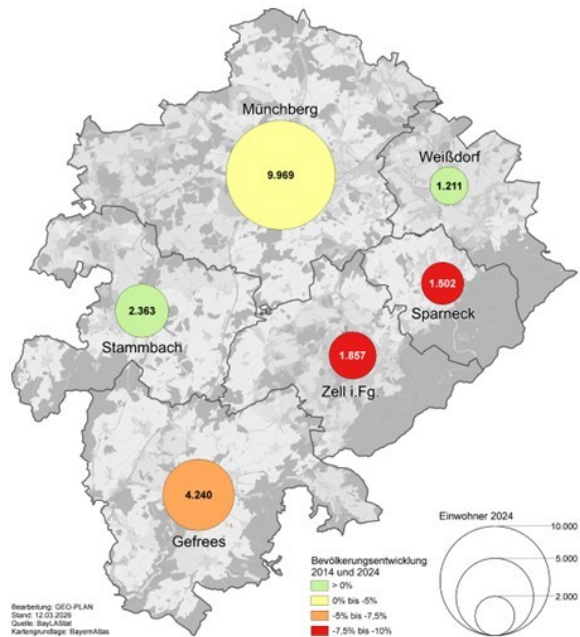 Münchberg
9.969
Weißdorf
1.211
1.502
Sparneck
2.363
Stammbach
1.857
Zell i.Fg.
4.240
Gefrees
Einwohner 2024
10.000
5.000
2.000
Bevölkerungsentwicklung
2014 und 2024
> 0%
0% bis -5%
-5% bis -7,5%
-7,5% bis -10%
Bearbeitung: GEO-PLAN
Stand: 12.03.2026
Quelle: BayLAStat
Kartengrundlage: BayernAtlas